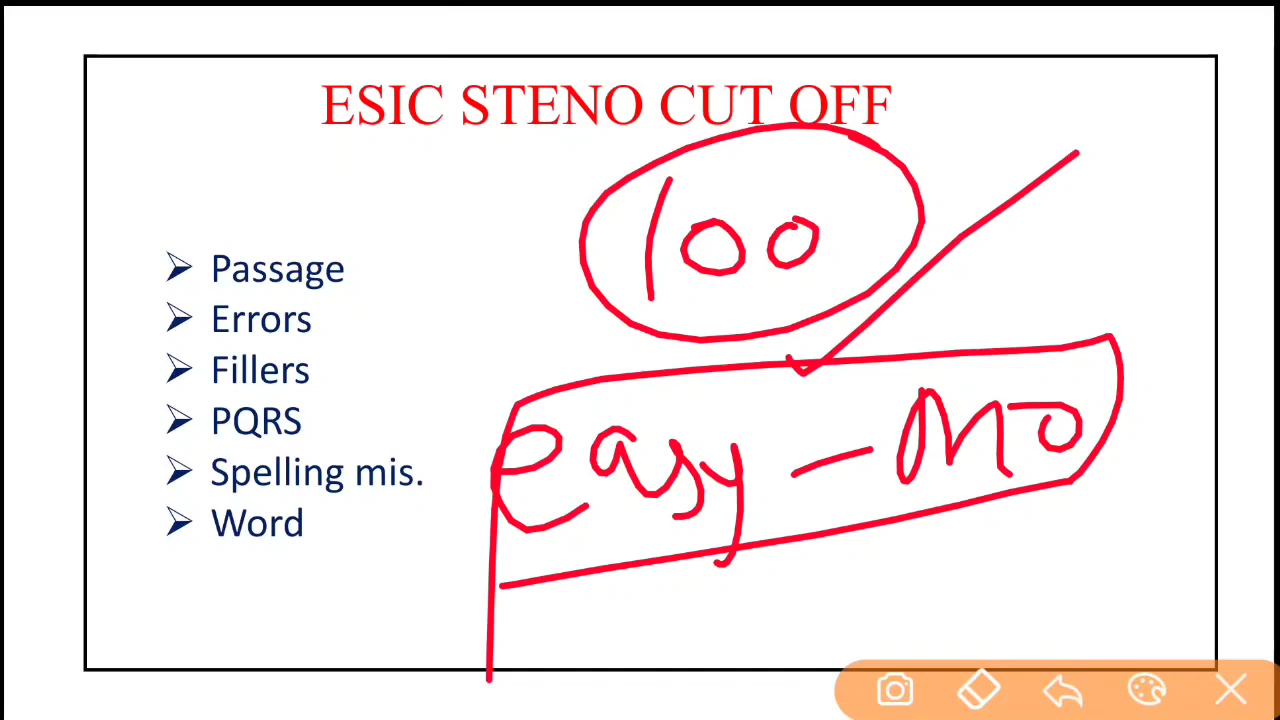 ESIC STENO CUT OFF
100
Passage
Errors
Fillers
PQRS
easy - mo
Spelling mis.
Word